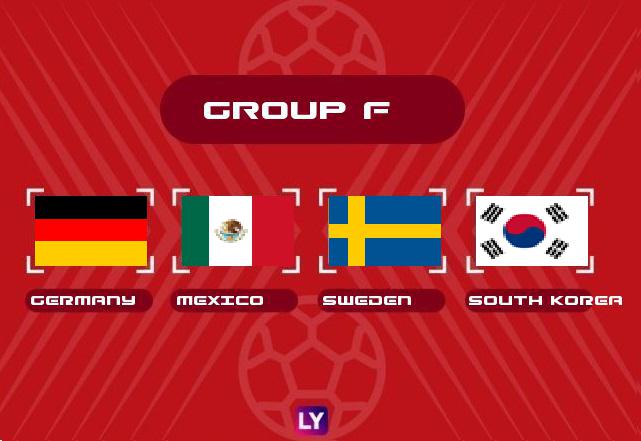 GROUP F
GERMANY
MEXICO
SWEDEN
SOUTH KOREA
LY